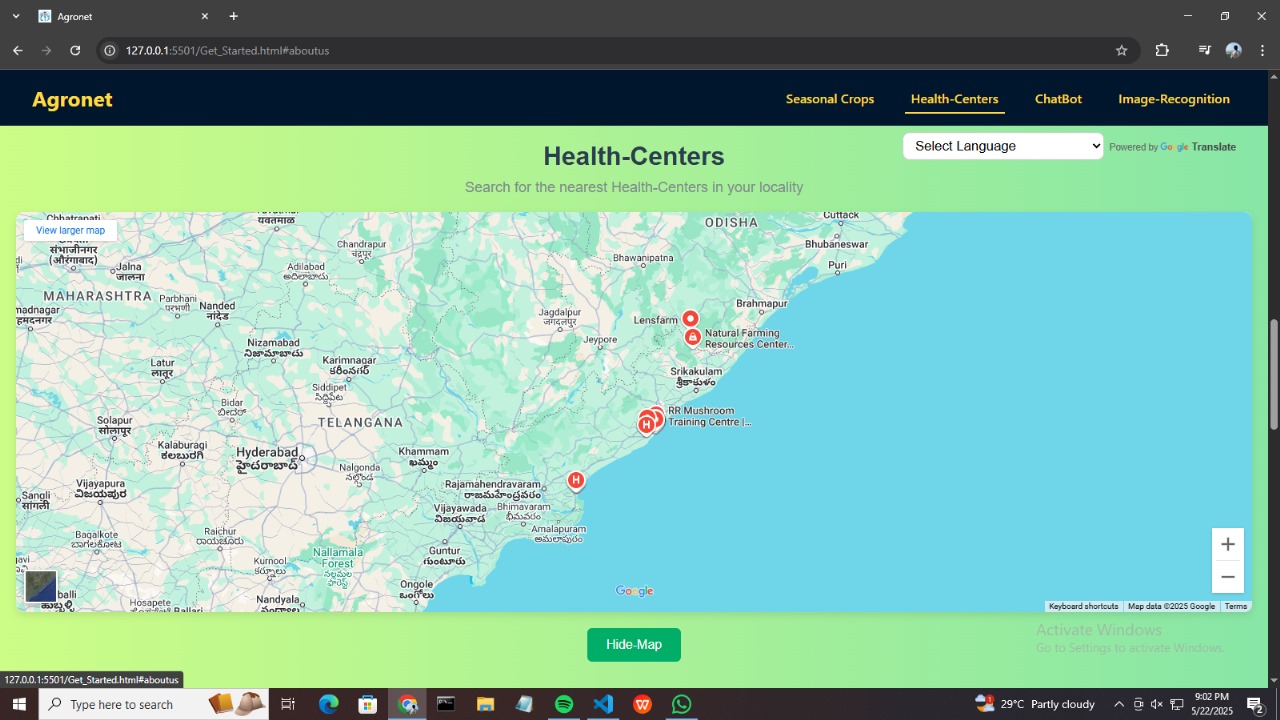 Agronet
127.0.0.1:5501/Get_Started.html#aboutus
Agronet
Seasonal Crops
Health-Centers
ChatBot
Image-Recognition
Select Language
Powered by Google Translate
Health-Centers
Search for the nearest Health-Centers in your locality
View larger map
Chhatrapati
संभाजीनगर
(औरंगाबाद)
Jalna
जालना
यवतमाळ
Chandrapur
चंद्रपूर
Adilabad
ఆదిలాబాద్
MAHARASHTRA
Parbhani
परभणी
Nanded
नांदेड
Nizamabad
నిజామాబాద్
Latur
लातूर
Karimnagar
కరీంనగర్
Siddipet
సిద్దిపేట
Bidar
ಬೀದರ್
TELANGANA
Solapur
सोलापूर
Kalaburagi
ಕಲಬುರಗಿ
Hyderabad
హైదరాబాద్
Nalgonda
నల్గొండ
Khammam
ఖమ్మం
Vijayapura
ವಿಜಯಪುರ
Sangli
सांगली
Raichur
ರಾಯಚೂರು
Bagalkote
ಬಾಗಲಕೋಟೆ
Kurnool
కర్నూలు
Nallamala
Forest
నల్లమల
Hosapete
Nandyala
Ongole
ఒంగోలు
Guntur
గుంటూరు
Vijayawada
విజయవాడ
Rajamahendravaram
రాజమహేంద్రవరం
Bhimavaram
భీమవరం
Amalapuram
అమలాపురం
ODISHA
Cuttack
Bhubaneswar
Puri
Bhawanipatna
Brahmapur
Jagdalpur
जगदलपुर
Jeypore
Lensfarm
Natural Farming
Resources Center...
Srikakulam
శ్రీకాకుళం
RR Mushroom
Training Centre |...
H
H
Google
Keyboard shortcuts
Map data ©2025 Google
Terms
Hide-Map
Activate Windows
Go to Settings to activate Windows.
127.0.0.1:5501/Get_Started.html#aboutus
Type here to search
29°C Partly cloudy
9:02 PM
5/22/2025